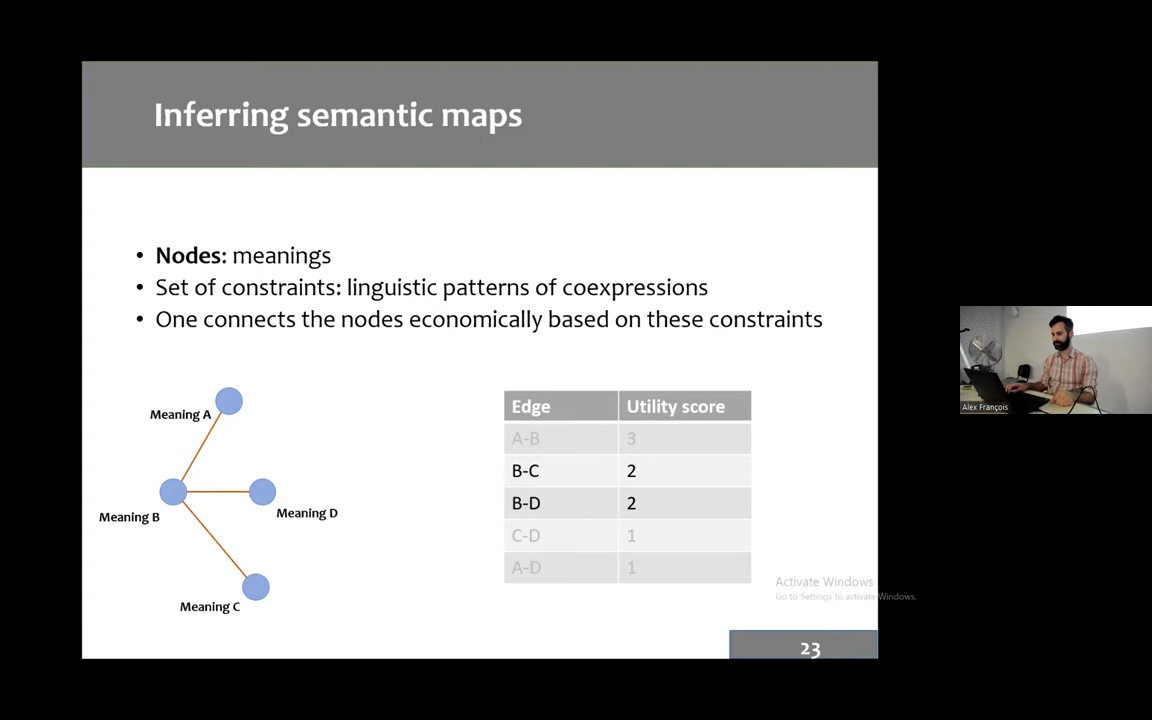 Inferring semantic maps
• Nodes: meanings
• Set of constraints: linguistic patterns of coexpressions
• One connects the nodes economically based on these constraints
Meaning A
Meaning B
Meaning D
Meaning C
Edge Utility score
A-B 3
B-C 2
B-D 2
C-D 1
A-D 1
Activate Windows
Go to Settings to activate Windows.
23
Alex François